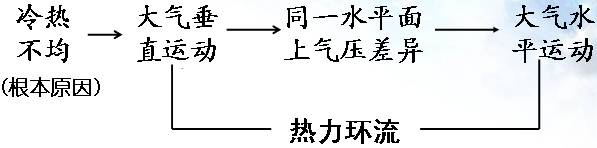 冷热
不均
(根本原因)
大气垂
直运动
同一水平面
上气压差异
大气水
平运动
热力环流